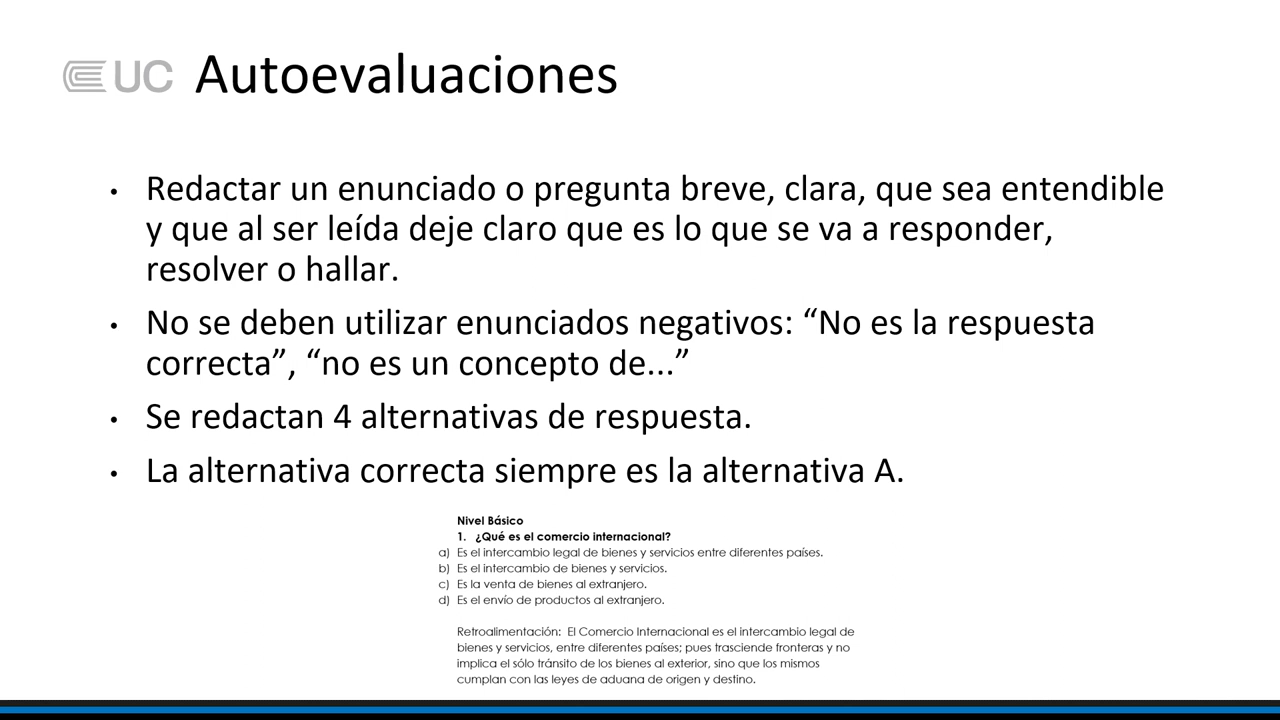 UC Autoevaluaciones
• Redactar un enunciado o pregunta breve, clara, que sea entendible
y que al ser leída deje claro que es lo que se va a responder,
resolver o hallar.
• No se deben utilizar enunciados negativos: “No es la respuesta
correcta”, “no es un concepto de...”
• Se redactan 4 alternativas de respuesta.
• La alternativa correcta siempre es la alternativa A.
Nivel Básico
1. ¿Qué es el comercio internacional?
a) Es el intercambio legal de bienes y servicios entre diferentes países.
b) Es el intercambio de bienes y servicios.
c) Es la venta de bienes al extranjero.
d) Es el envío de productos al extranjero.
Retroalimentación: El Comercio Internacional es el intercambio legal de
bienes y servicios, entre diferentes países; pues trasciende fronteras y no
implica el sólo tránsito de los bienes al exterior, sino que los mismos
cumplan con las leyes de aduana de origen y destino.